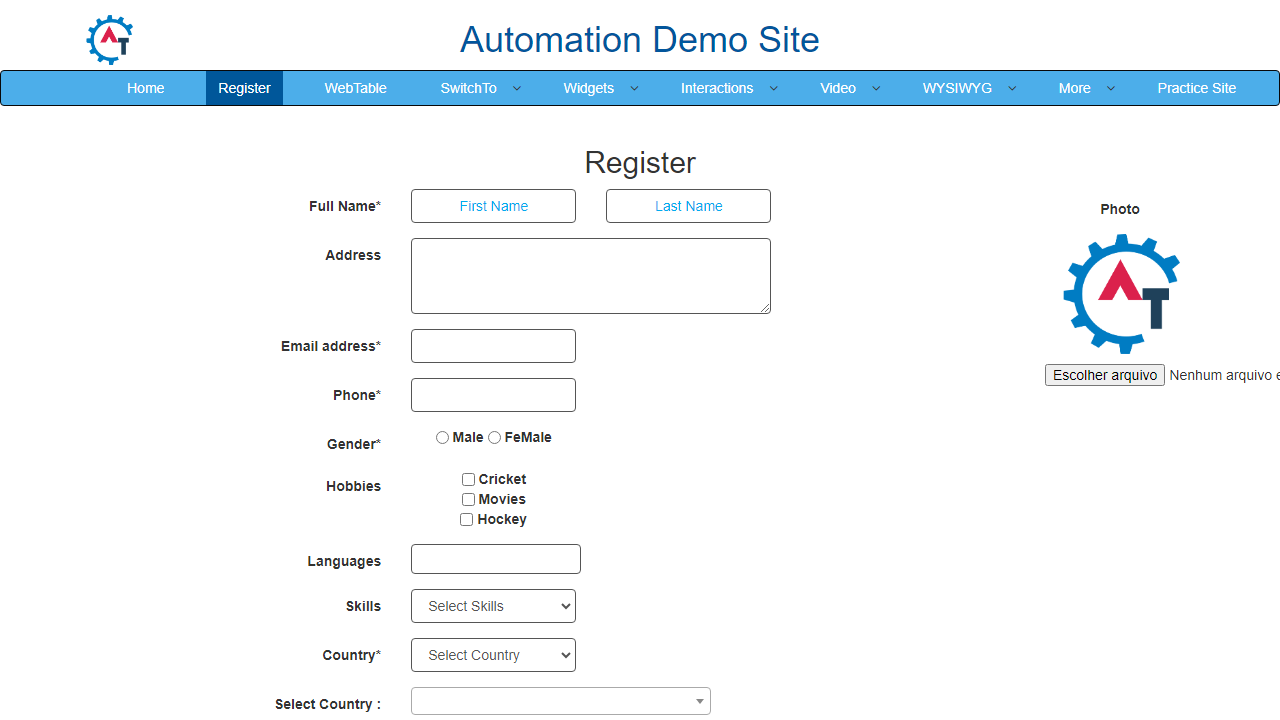 AT
Automation Demo Site
Home Register WebTable SwitchTo Widgets Interactions Video WYSIWYG More Practice Site
Register
Full Name* First Name Last Name
Photo
Address
AT
Email address*
Escolher arquivo Nenhum arquivo e
Phone*
Gender* Male FeMale
Hobbies Cricket
Movies
Hockey
Languages
Skills Select Skills
Country* Select Country
Select Country :